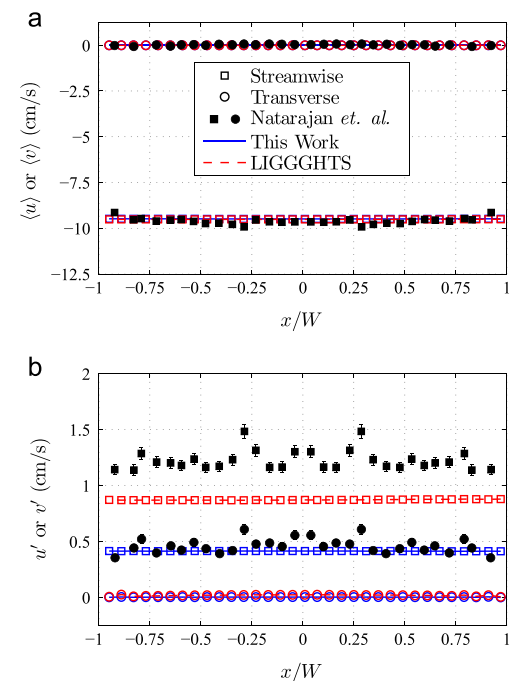 a
0
−2.5
−5
−7.5
−10
−12.5
⟨u⟩ or ⟨v⟩ (cm/s)
Streamwise
Transverse
Natarajan et. al.
This Work
LIGGGHTS
−1 −0.75 −0.5 −0.25 0 0.25 0.5 0.75 1
x/W
b
2
1.5
1
0.5
0
u′ or v′ (cm/s)
−1 −0.75 −0.5 −0.25 0 0.25 0.5 0.75 1
x/W